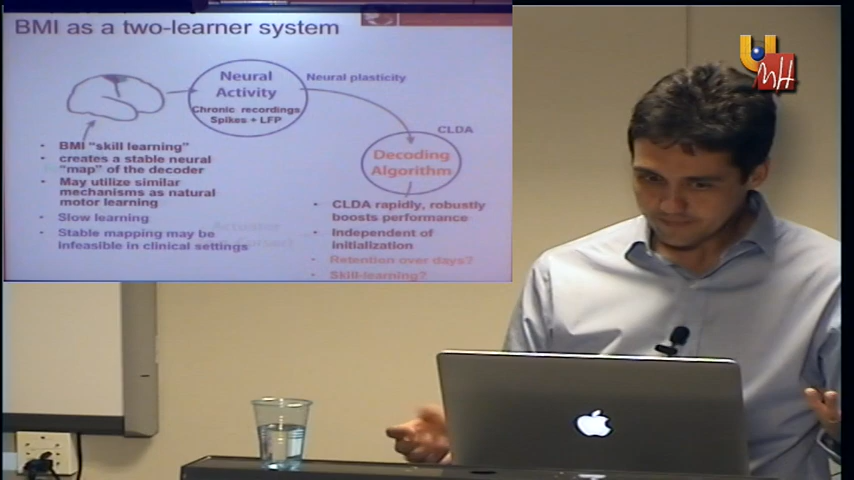 BMI as a two-learner system
Neural
Activity
Chronic recordings
Spikes + LFP
Neural plasticity
CLDA
Decoding
Algorithm
• BMI “skill learning”
• creates a stable neural
“map” of the decoder
• May utilize similar
mechanisms as natural
motor learning
• Slow learning
• Stable mapping may be
infeasible in clinical settings
• CLDA rapidly, robustly
boosts performance
• Independent of
initialization
• Retention over days?
• Skill-learning?
UMH